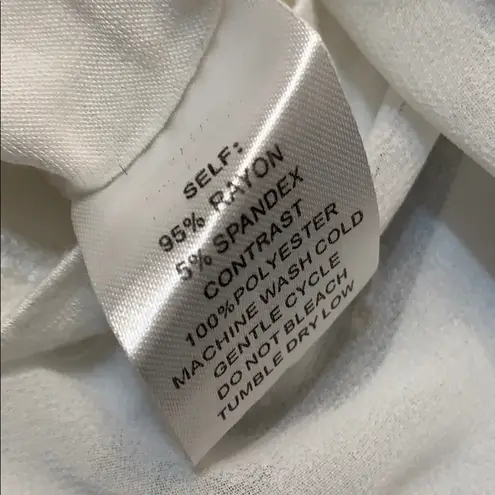 SELF:
95% RAYON
5% SPANDEX
CONTRAST
100%POLYESTER
MACHINE WASH COLD
GENTLE CYCLE
DO NOT BLEACH
TUMBLE DRY LOW